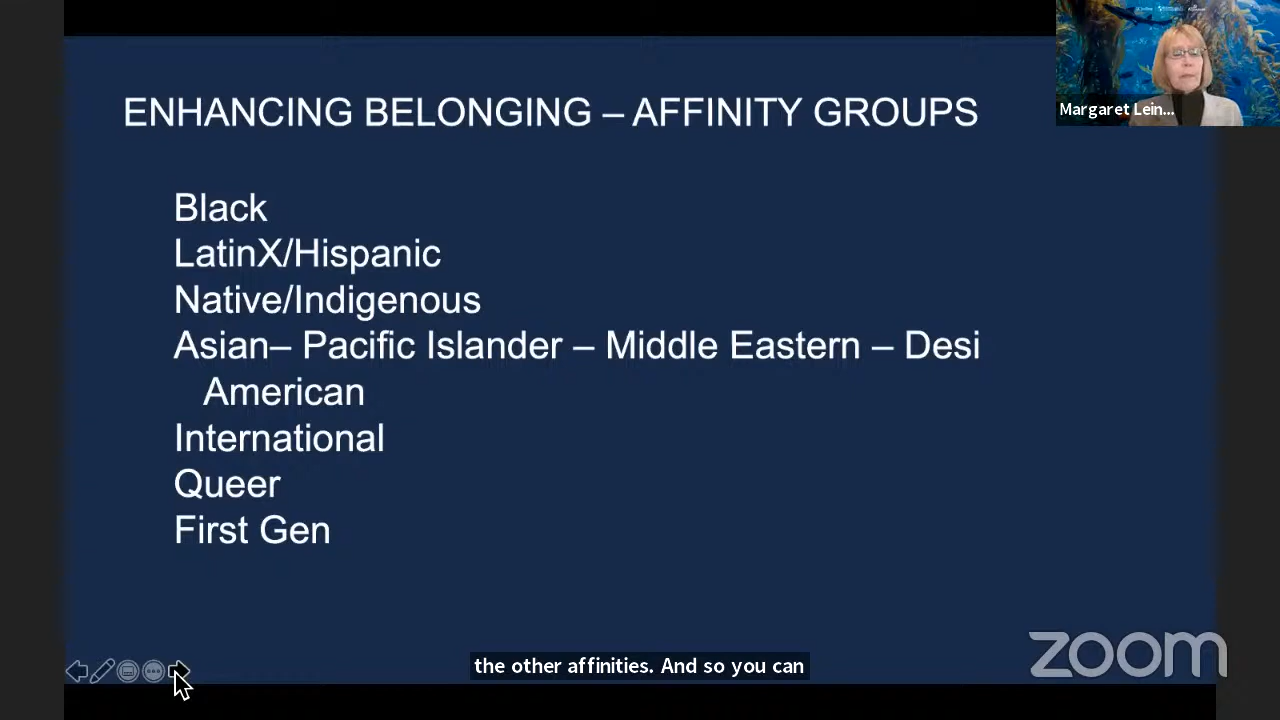 ENHANCING BELONGING – AFFINITY GROUPS
Margaret Lein...
Black
LatinX/Hispanic
Native/Indigenous
Asian– Pacific Islander – Middle Eastern – Desi
American
International
Queer
First Gen
zoom
the other affinities. And so you can